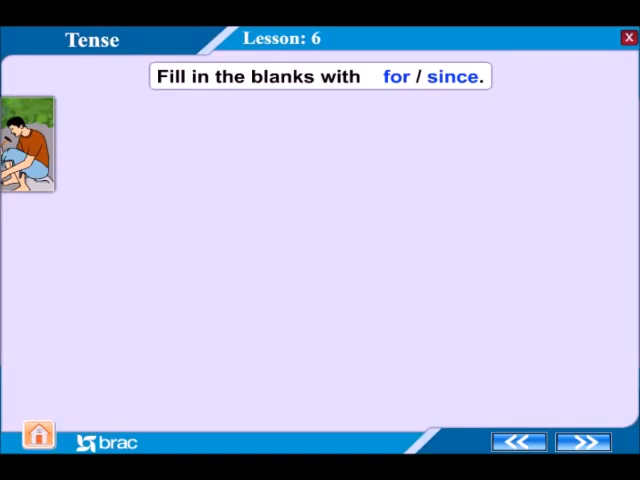 Tense
Lesson: 6
X
Fill in the blanks with for / since.
brac